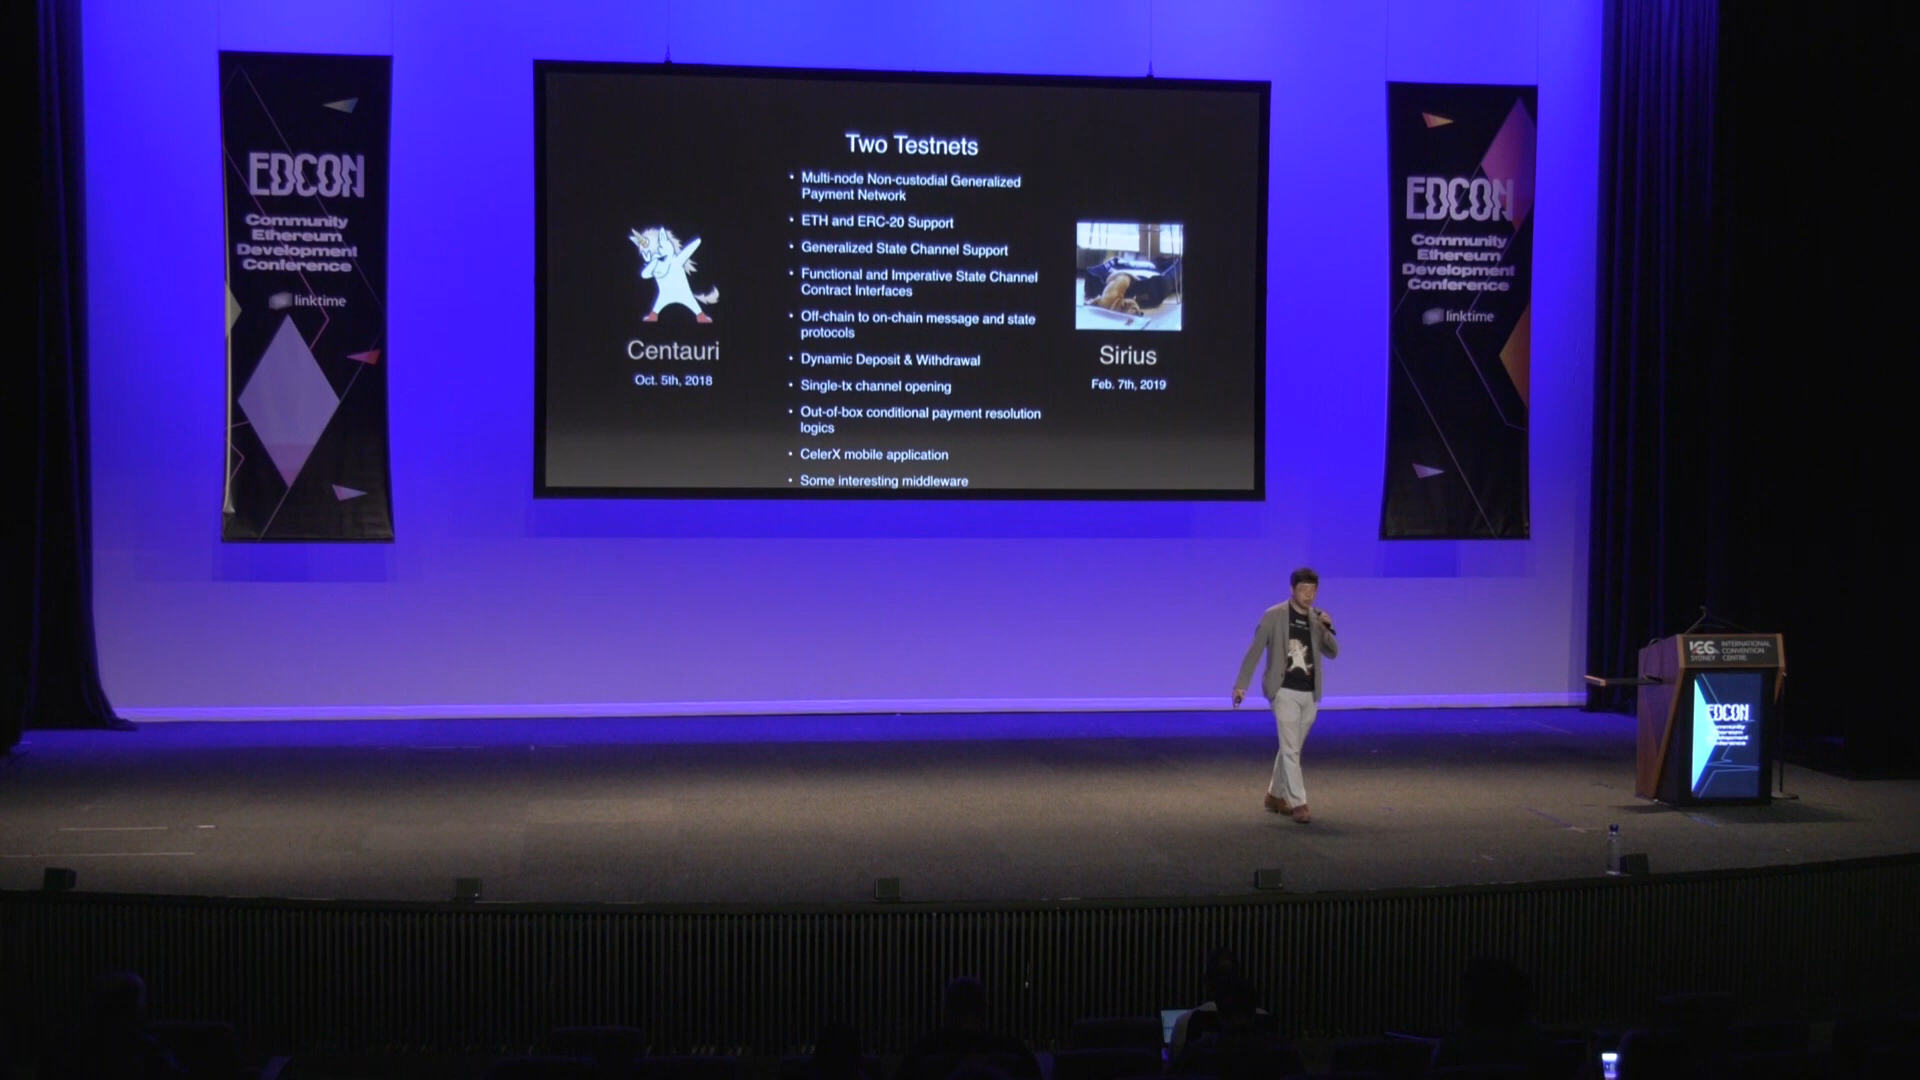 EDCON
Community
Ethereum
Development
Conference
linktime
Two Testnets
• Multi-node Non-custodial Generalized
Payment Network
• ETH and ERC-20 Support
• Generalized State Channel Support
• Functional and Imperative State Channel
Contract Interfaces
• Off-chain to on-chain message and state
protocols
• Dynamic Deposit & Withdrawal
• Single-tx channel opening
• Out-of-box conditional payment resolution
logics
• CelerX mobile application
• Some interesting middleware
Centauri
Oct. 5th, 2018
Sirius
Feb. 7th, 2019
EDCON
Community
Ethereum
Development
Conference
linktime
SYDNEY
INTERNATIONAL
CONVENTION
CENTRE
EDCON